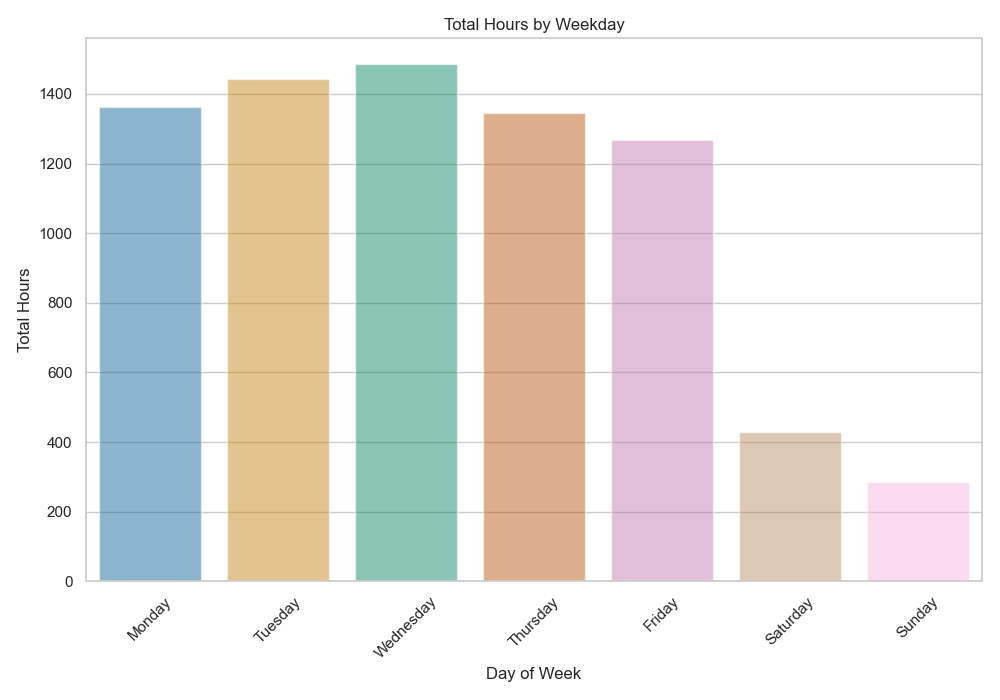 Total Hours by Weekday
Total Hours
1400
1200
1000
800
600
400
200
0
Monday
Tuesday
Wednesday
Thursday
Friday
Saturday
Sunday
Day of Week